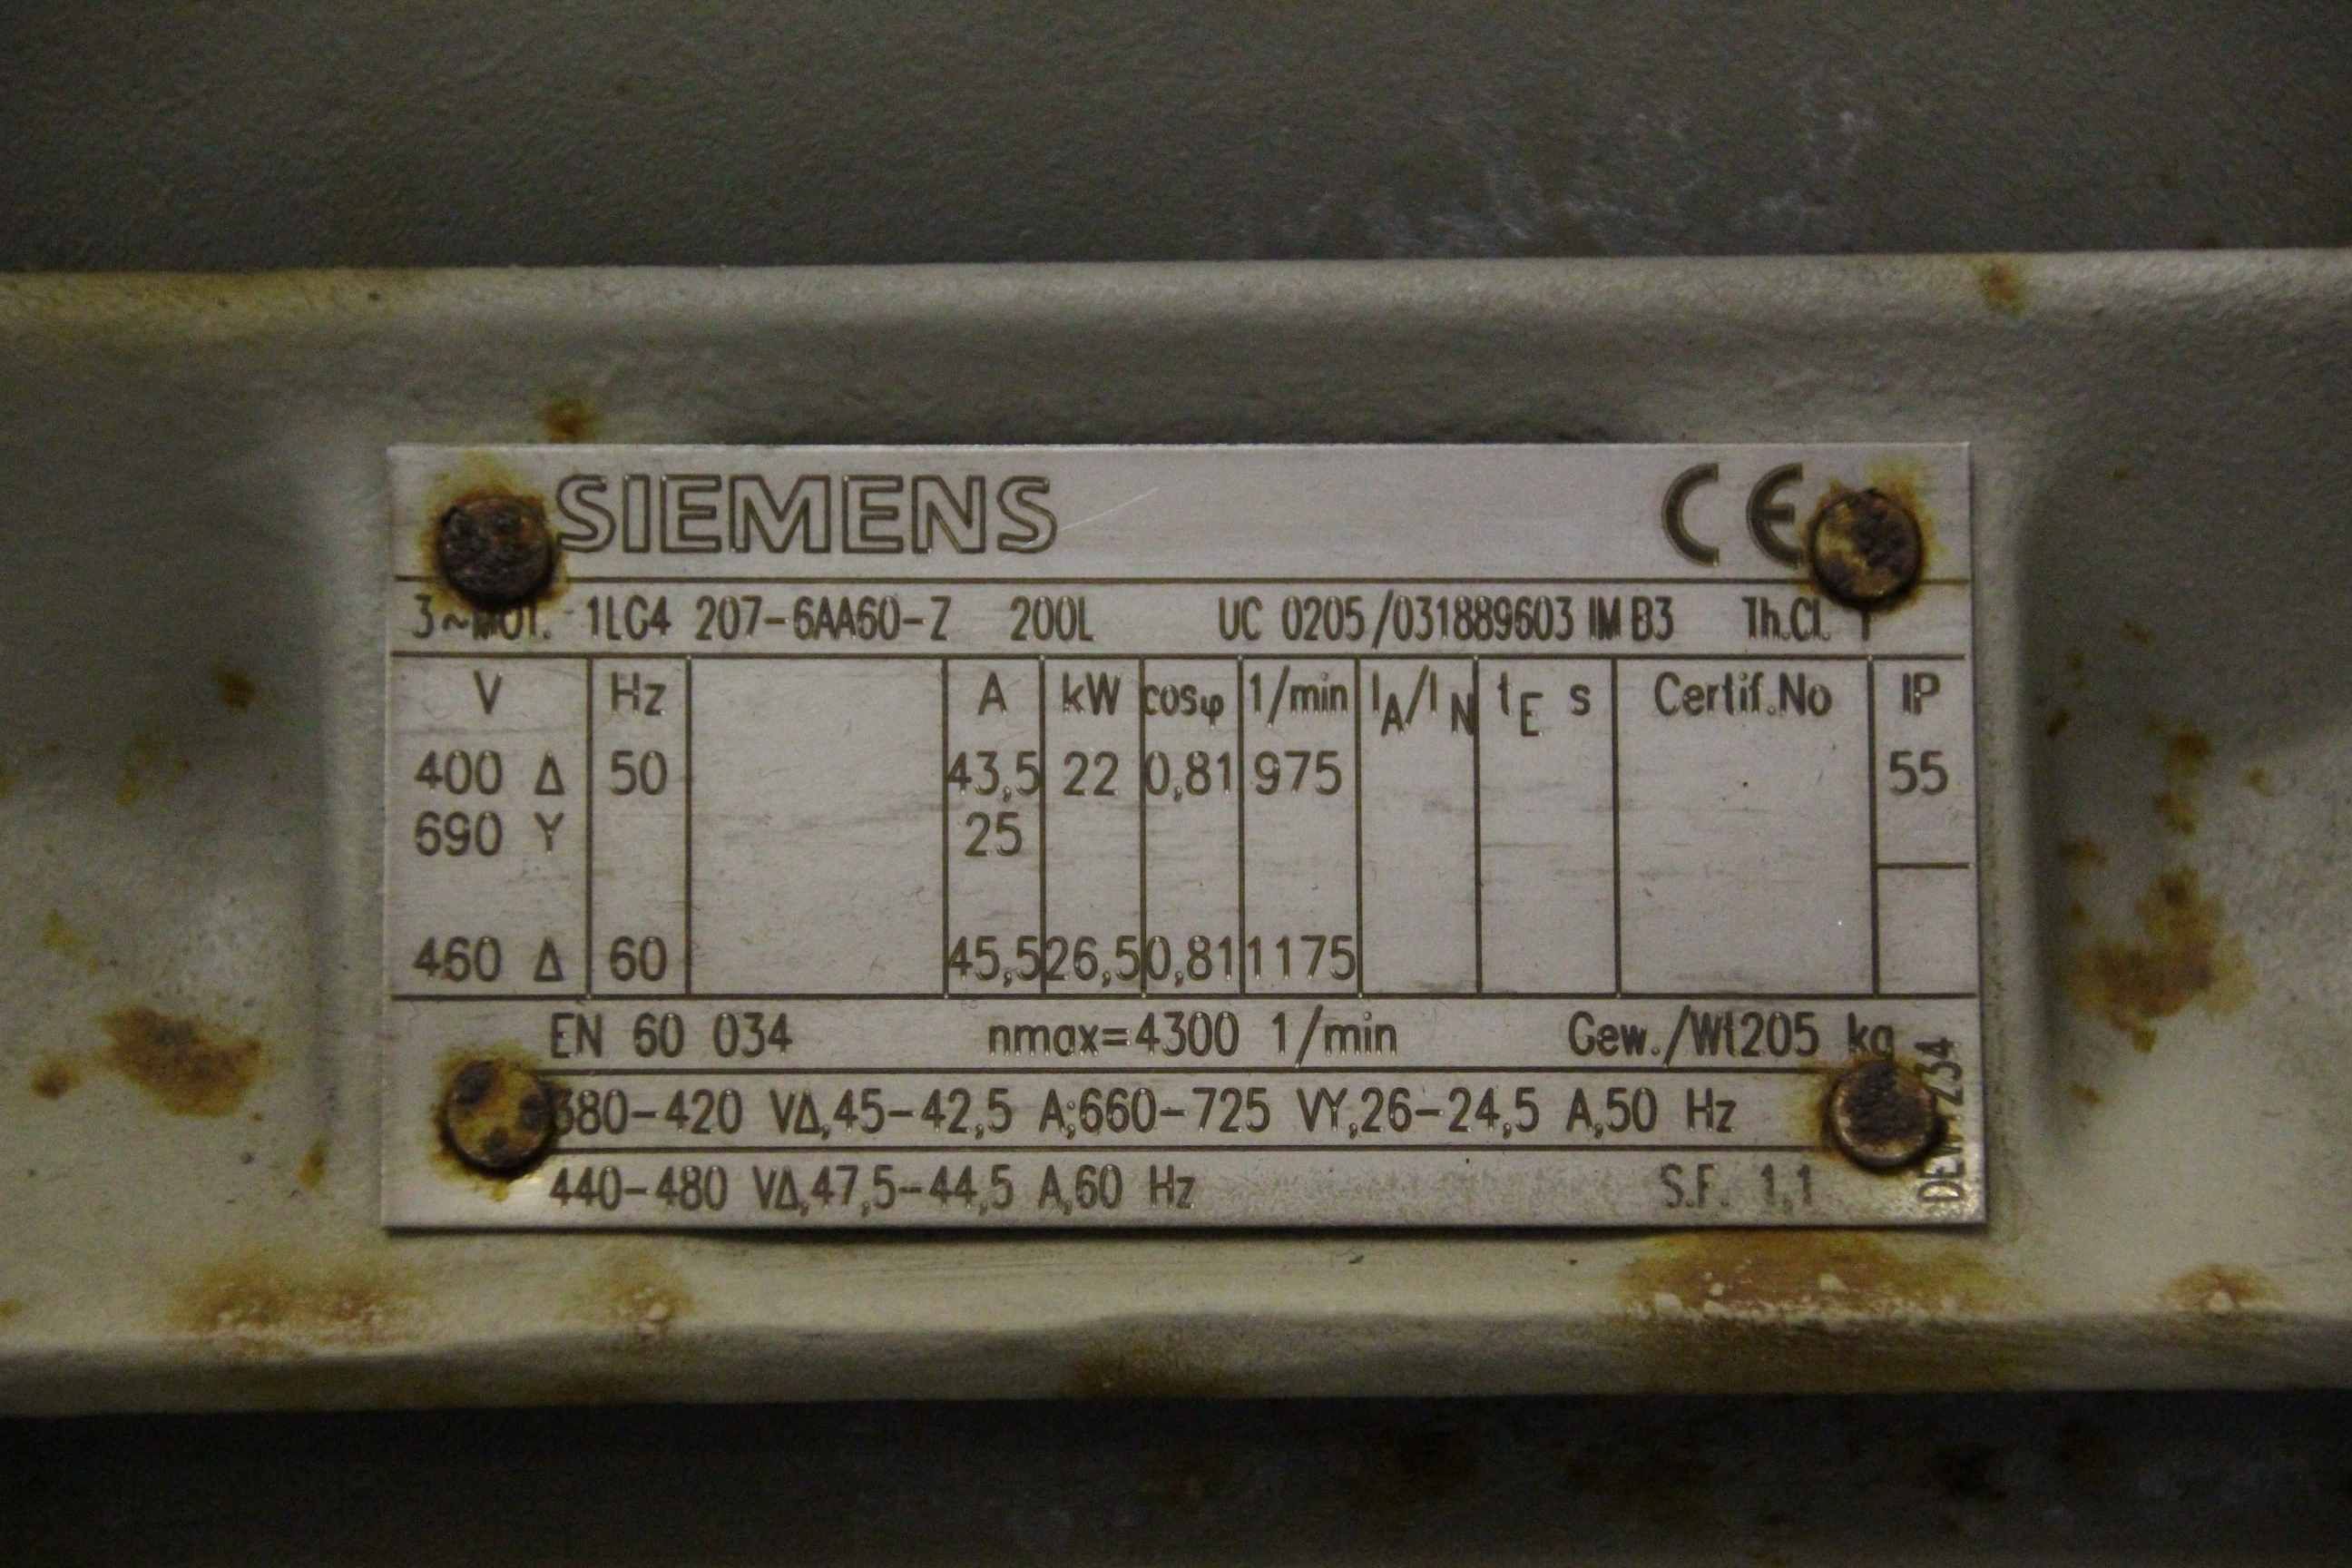 SIEMENS CE
3~MOT. 1LG4 207-6AA60-Z 200L UC 0205/031889603 IM B3 Th.Cl.
V Hz A kW cosφ 1/min IA/IN tE s Certif.No IP
400 Δ 50 43,5 22 0,81 975 55
690 Y 25
460 Δ 60 45,5 26,5 0,81 1175
EN 60 034 nmax=4300 1/min Gew./Wt205 kg
380-420 VΔ,45-42,5 A;660-725 VY,26-24,5 A,50 Hz
440-480 VΔ,47,5-44,5 A,60 Hz S.F. 1,1